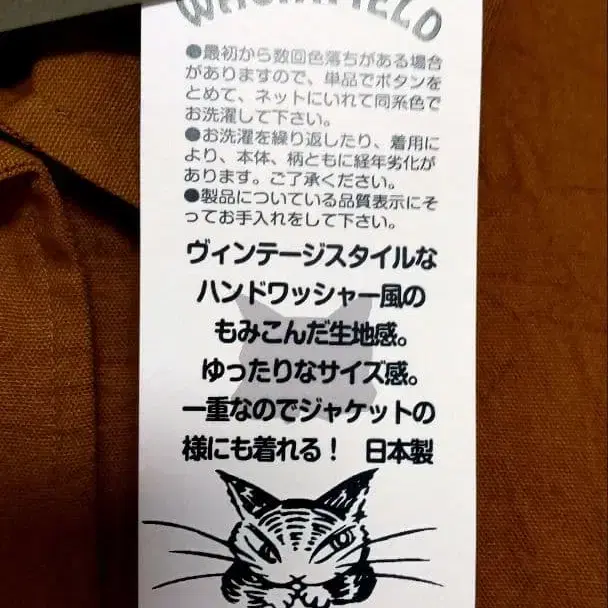 WACHIFIELD
●最初から数回色落ちがある場合
がありますので、単品でボタンを
とめて、ネットにいれて同系色で
お洗濯して下さい。
●お洗濯を繰り返したり、着用に
より、本体、柄ともに経年劣化が
あります。ご了承ください。
●製品についている品質表示にそ
ってお手入れをして下さい。
ヴィンテージスタイルな
ハンドワッシャー風の
もみこんだ生地感。
ゆったりなサイズ感。
一重なのでジャケットの
様にも着れる！ 日本製